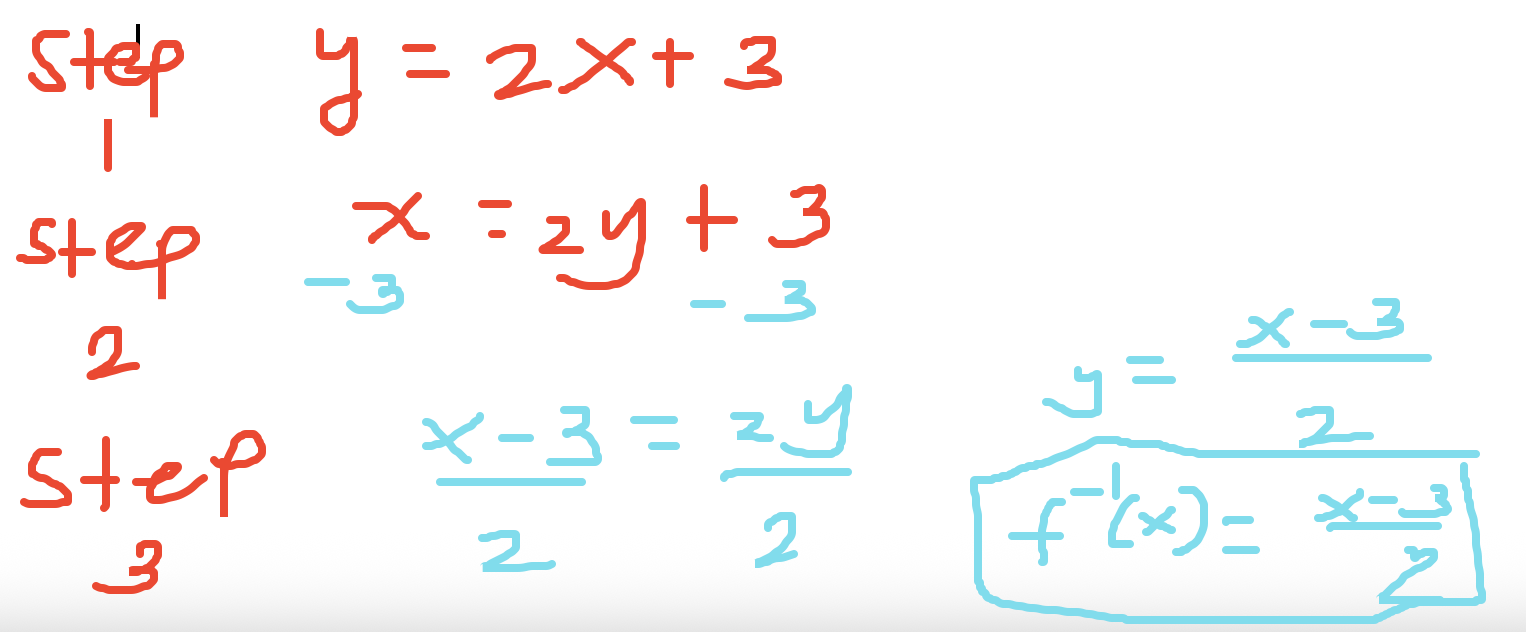 step 1 y = 2x + 3
step 2 x = 2y + 3
-3 -3
step 3 x - 3 = 2y
2 2
y = x - 3
2
f⁻¹(x) = x - 3
2